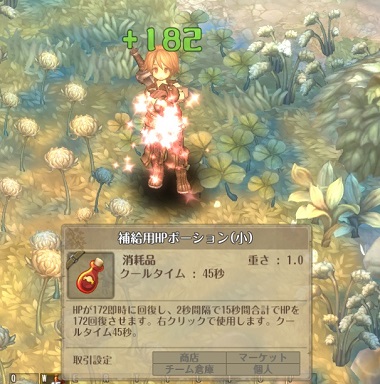 +182
補給用HPポーション(小)
消耗品 重さ : 1.0
クールタイム : 45秒
HPが172即時に回復し、2秒間隔で15秒間合計でHPを
172回復させます。右クリックで使用します。クー
ルタイム45秒。
取引設定 商店 マーケット
チーム倉庫 個人